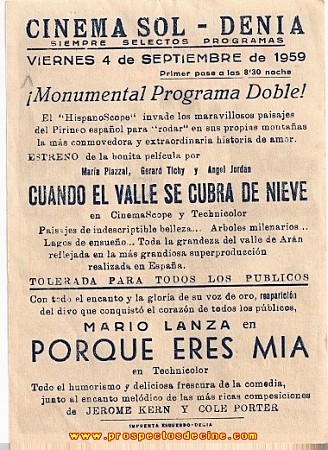 CINEMA SOL - DENIA
SIEMPRE SELECTOS PROGRAMAS
VIERNES 4 de SEPTIEMBRE de 1959
Primer pase a las 8'30 noche
¡Monumental Programa Doble!
El "HispanoScope" invade los maravillosos paisajes
del Pirineo español para "rodar" en sus propias montañas
la más conmovedora y extraordinaria historia de amor.
ESTRENO de la bonita película por
María Piazzal, Gerard Tichy y Angel Jordan
CUANDO EL VALLE SE CUBRA DE NIEVE
en CinemaScope y Technicolor
Paisajes de indescriptible belleza... Arboles milenarios..
Lagos de ensueño... Toda la grandeza del valle de Arán
reflejada en la más grandiosa superproducción
realizada en España.
TOLERADA PARA TODOS LOS PUBLICOS
Con todo el encanto y la gloria de su voz de oro, reaparición
del divo que conquistó el corazón de todos los públicos,
MARIO LANZA en
PORQUE ERES MIA
en Technicolor
Todo el humorismo y deliciosa frescura de la comedia,
junto al encanto melódico de las más ricas composiciones
de JEROME KERN Y COLE PORTER
IMPRENTA ESQUERDO-DENIA
www.prospectosdecine.com